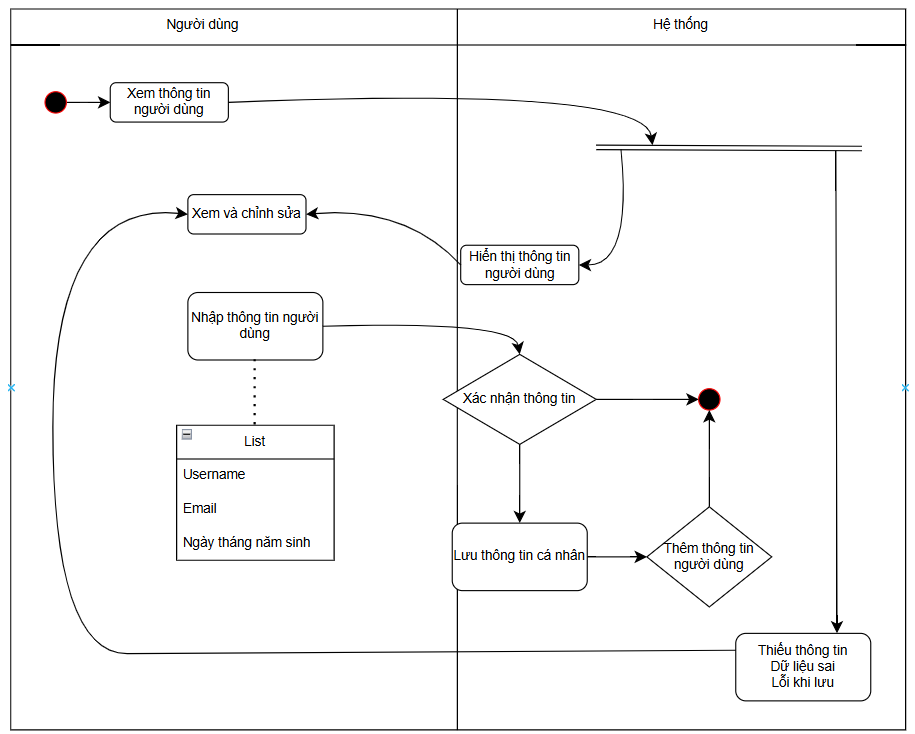 Người dùng
Hệ thống
Xem thông tin
người dùng
Xem và chỉnh sửa
Hiển thị thông tin
người dùng
Nhập thông tin người
dùng
Xác nhận thông tin
List
Username
Email
Ngày tháng năm sinh
Lưu thông tin cá nhân
Thêm thông tin
người dùng
Thiếu thông tin
Dữ liệu sai
Lỗi khi lưu